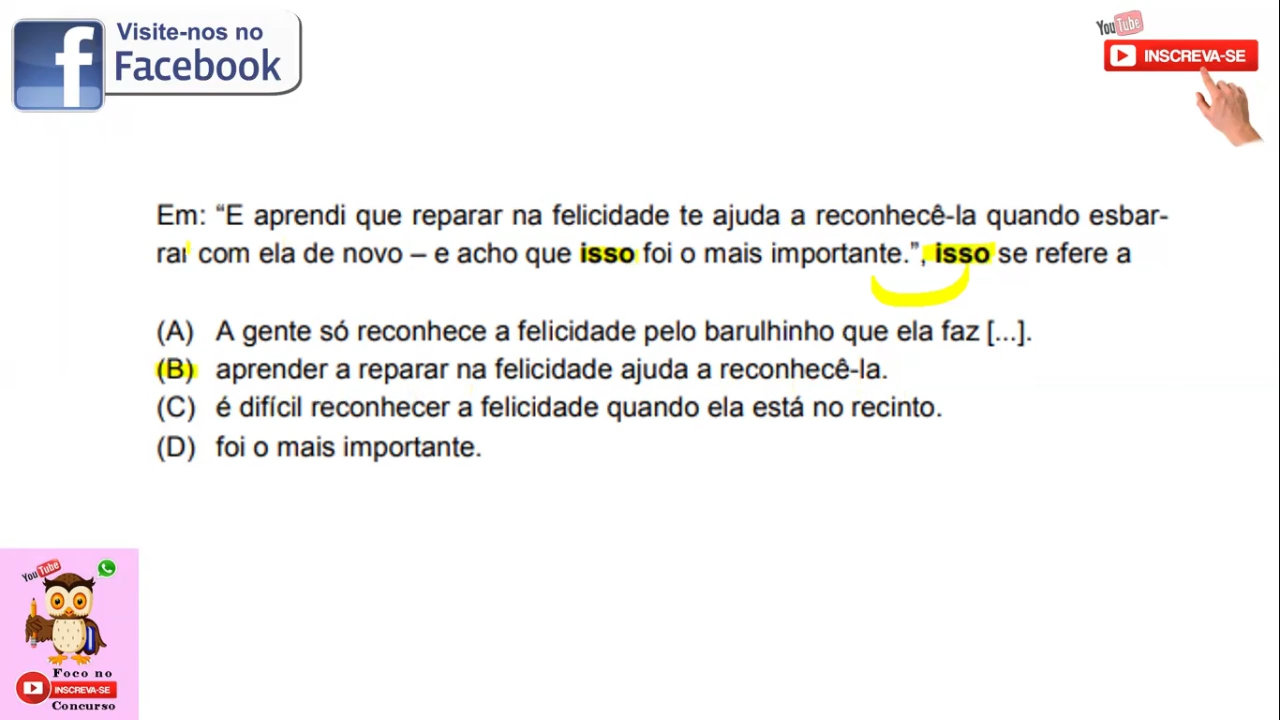 Visite-nos no
Facebook
YouTube
INSCREVA-SE
Em: “E aprendi que reparar na felicidade te ajuda a reconhecê-la quando esbar-
rar com ela de novo – e acho que isso foi o mais importante.”, isso se refere a
(A) A gente só reconhece a felicidade pelo barulhinho que ela faz [...].
(B) aprender a reparar na felicidade ajuda a reconhecê-la.
(C) é difícil reconhecer a felicidade quando ela está no recinto.
(D) foi o mais importante.
YouTube
Foco no
INSCREVA-SE
Concurso